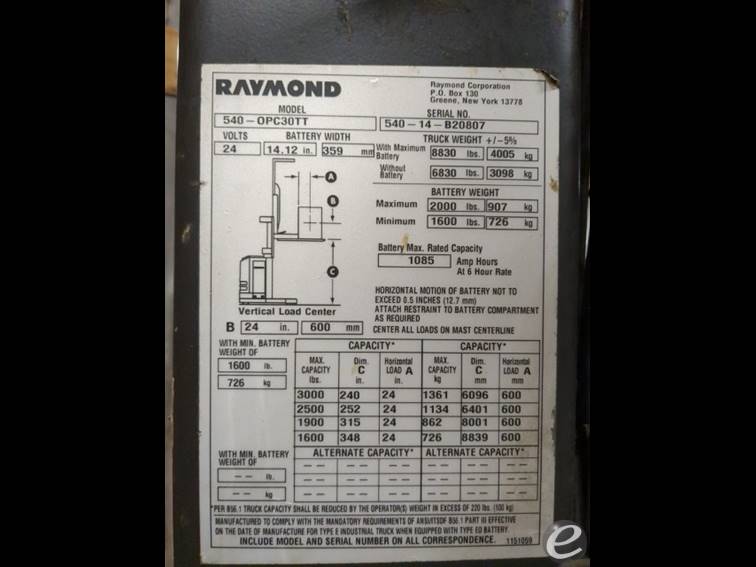 RAYMOND
Raymond Corporation
P.O. Box 130
Greene, New York 13778
MODEL
540-OPC30TT
SERIAL NO.
540-14-B20807
VOLTS BATTERY WIDTH
24 14.12 in. 359 mm
TRUCK WEIGHT +/-5%
With Maximum Battery 8830 lbs. 4005 kg
Without Battery 6830 lbs. 3098 kg
BATTERY WEIGHT
Maximum 2000 lbs. 907 kg
Minimum 1600 lbs. 726 kg
A
B
C
Battery Max. Rated Capacity
1085 Amp Hours
At 6 Hour Rate
HORIZONTAL MOTION OF BATTERY NOT TO
EXCEED 0.5 INCHES (12.7 mm)
ATTACH RESTRAINT TO BATTERY COMPARTMENT
AS REQUIRED
CENTER ALL LOADS ON MAST CENTERLINE
Vertical Load Center
B 24 in. 600 mm
WITH MIN. BATTERY
WEIGHT OF
1600 lb.
726 kg
CAPACITY* CAPACITY*
MAX. CAPACITY lbs. Dim. C in. Horizontal LOAD A in. MAX. CAPACITY kg Dim. C mm Horizontal LOAD A mm
3000 240 24 1361 6096 600
2500 252 24 1134 6401 600
1900 315 24 862 8001 600
1600 348 24 726 8839 600
WITH MIN. BATTERY
WEIGHT OF
-- lb.
-- kg
ALTERNATE CAPACITY* ALTERNATE CAPACITY*
-- -- -- -- -- --
-- -- -- -- -- --
-- -- -- -- -- --
*PER B56.1 TRUCK CAPACITY SHALL BE REDUCED BY THE OPERATOR(S) WEIGHT IN EXCESS OF 220 lbs. (100 kg)
MANUFACTURED TO COMPLY WITH THE MANDATORY REQUIREMENTS OF ANSI/ITSDF B56.1 PART III EFFECTIVE
ON THE DATE OF MANUFACTURE FOR TYPE E INDUSTRIAL TRUCK WHEN EQUIPPED WITH TYPE EO BATTERY.
INCLUDE MODEL AND SERIAL NUMBER ON ALL CORRESPONDENCE. 1151059
e